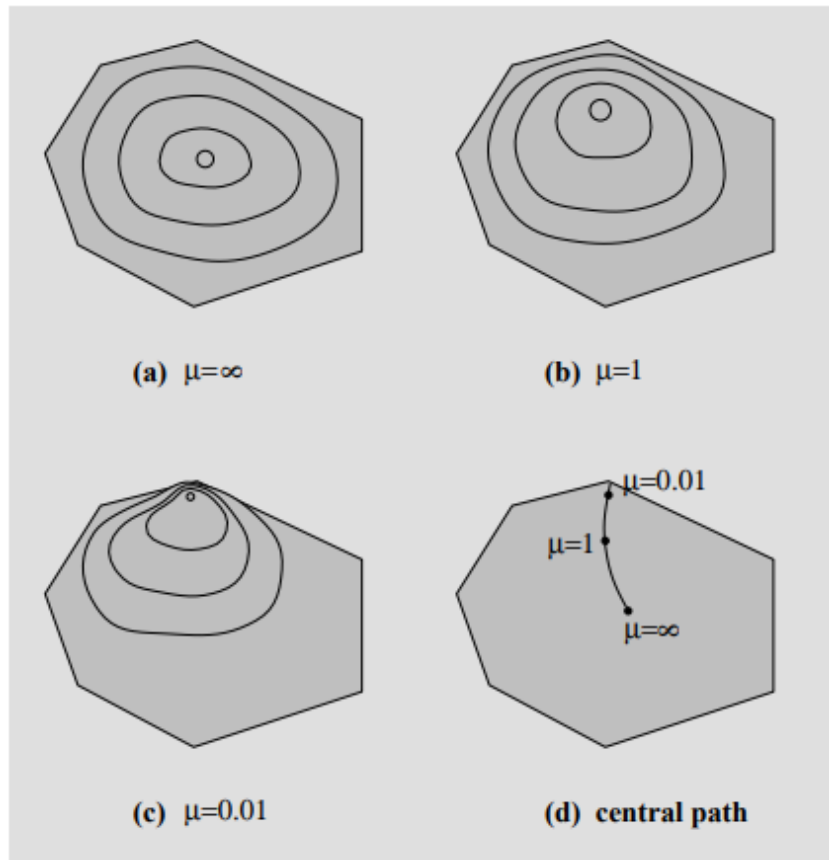 (a) μ=∞
(b) μ=1
(c) μ=0.01
μ=0.01
μ=1
μ=∞
(d) central path